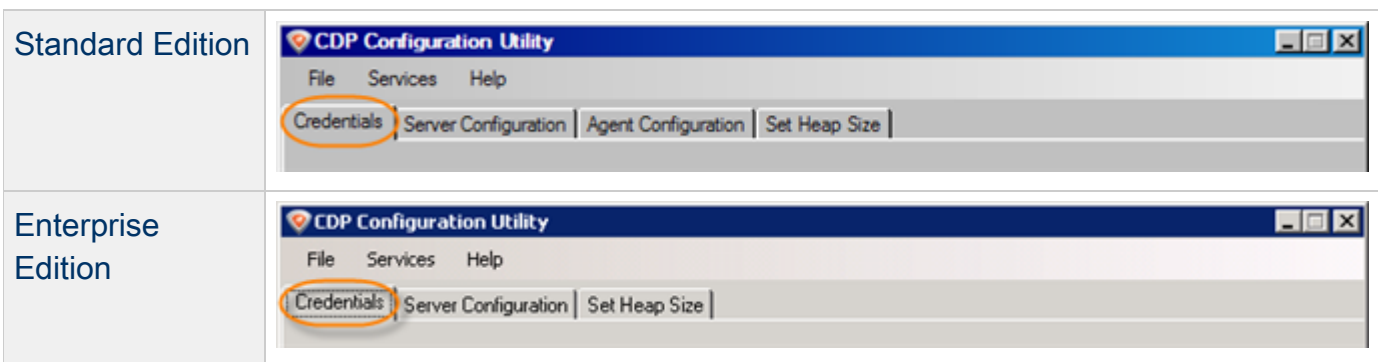 Standard Edition
CDP Configuration Utility
File Services Help
Credentials Server Configuration Agent Configuration Set Heap Size
Enterprise
Edition
CDP Configuration Utility
File Services Help
Credentials Server Configuration Set Heap Size